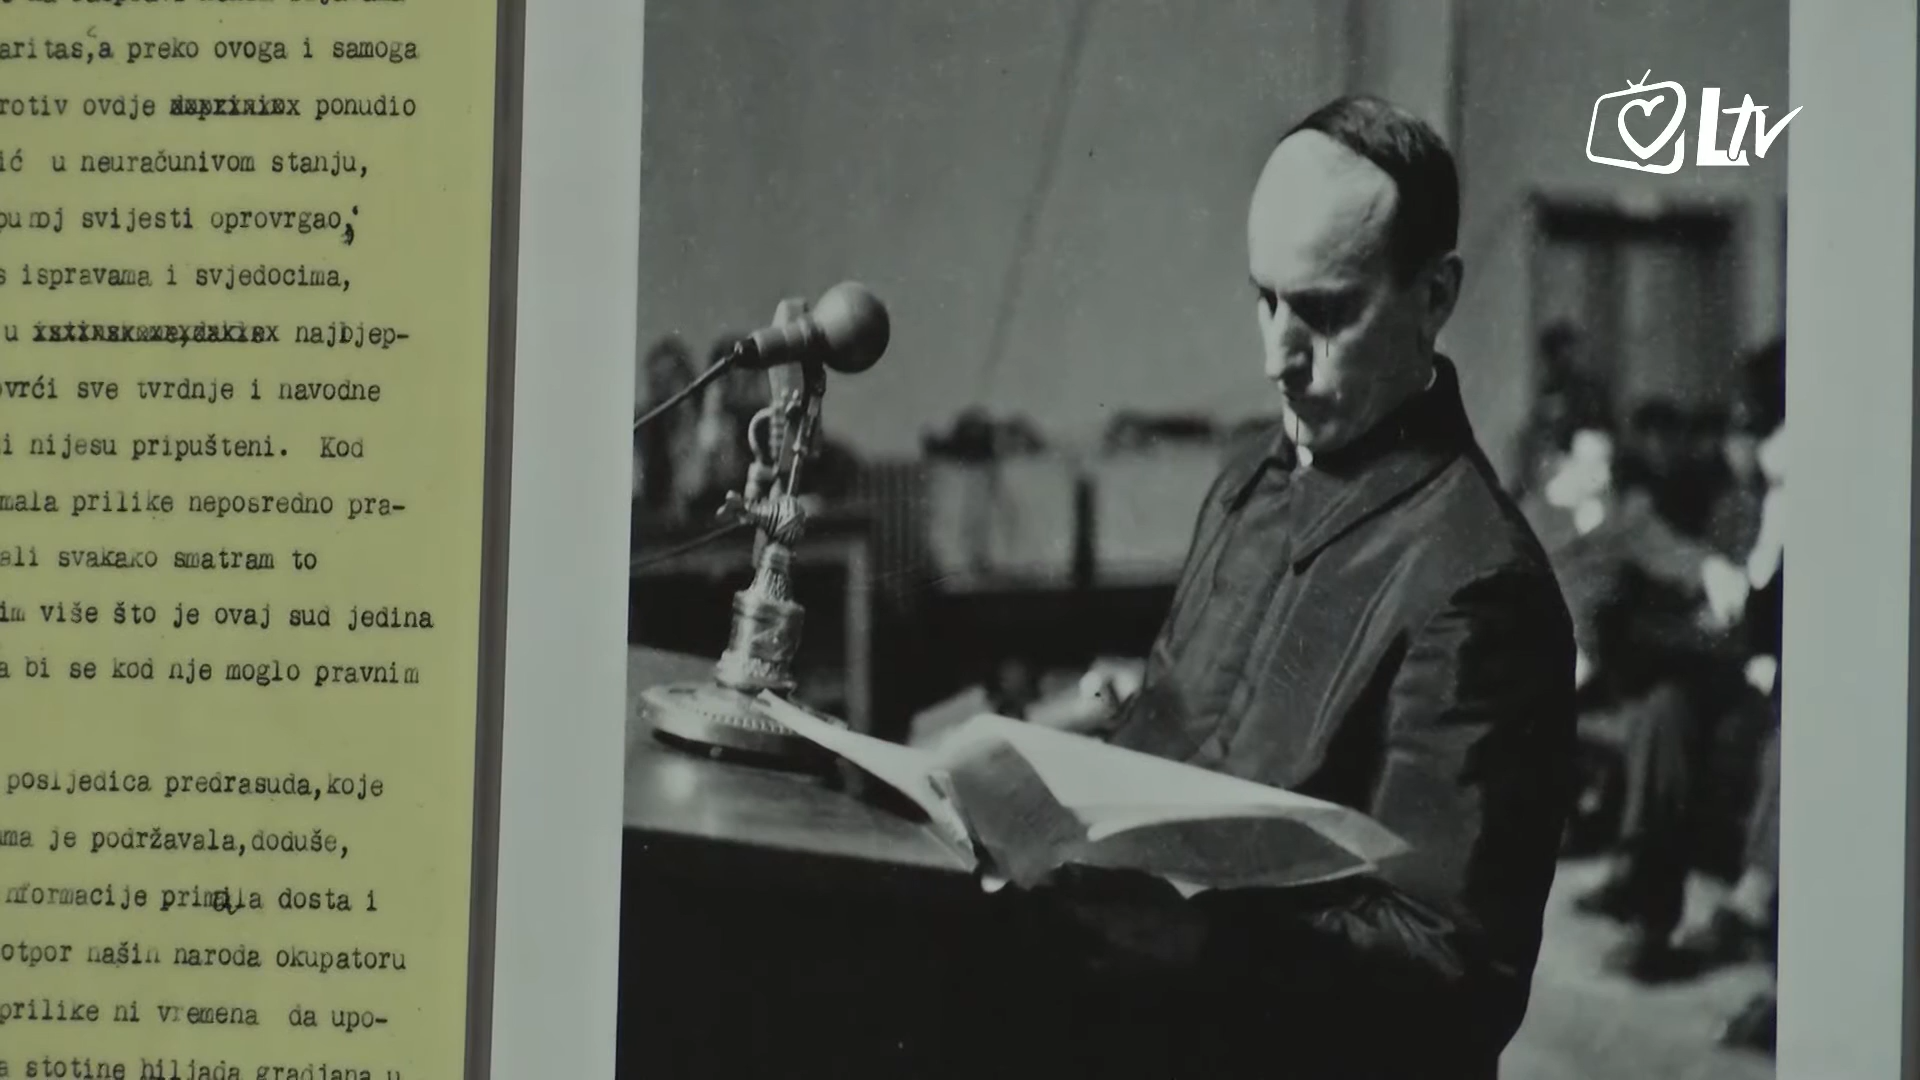 aritas,a preko ovoga i samoga
rotiv ovdje ponudio
ić u neuračunivom stanju,
svijesti oprovrgao,
s ispravama i svjedocima,
u najbjep-
ovrći sve tvrdnje i navodne
i nijesu pripušteni. Kod
mala prilike neposredno pra-
ali svakako smatram to
im više što je ovaj sud jedina
a bi se kod nje moglo pravnim
posljedica predrasuda,koje
ama je podržavala,doduše,
nformacije primila dosta i
otpor našin naroda okupatoru
prilike ni vremena da upo-
a stotine hiljada gradjana u
Ltv